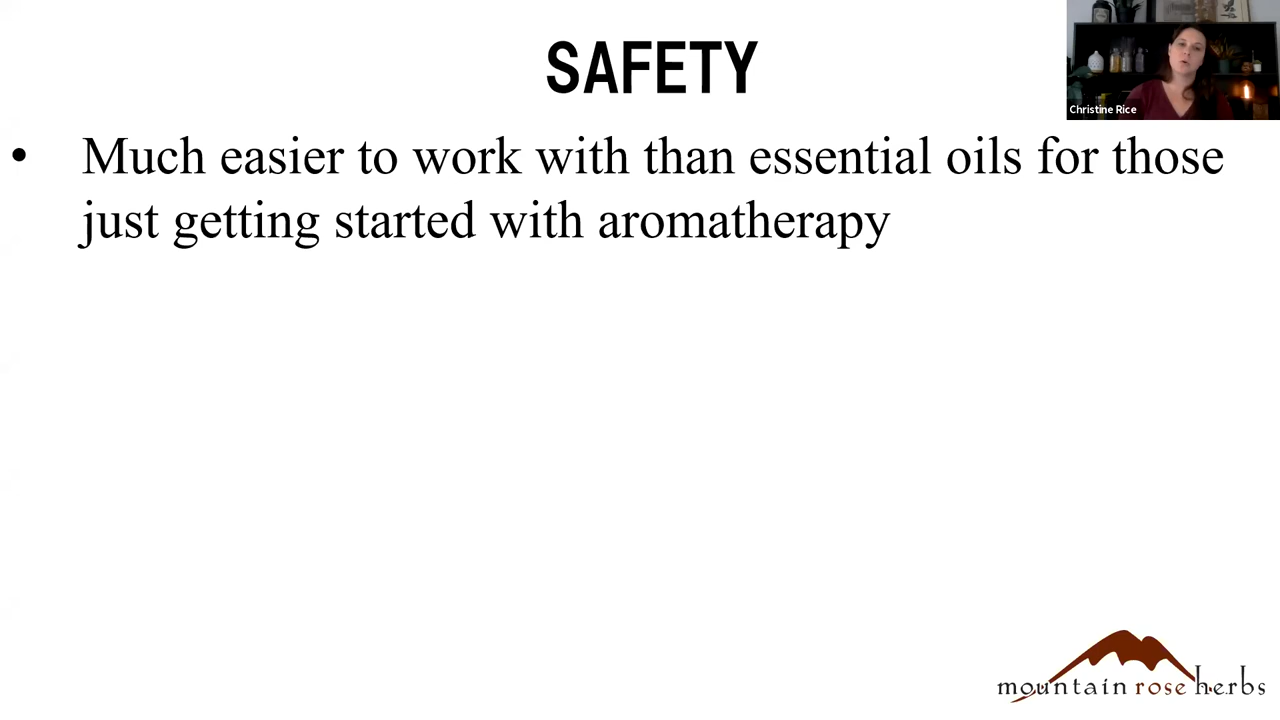 SAFETY
Christine Rice
• Much easier to work with than essential oils for those
just getting started with aromatherapy
mountain rose herbs